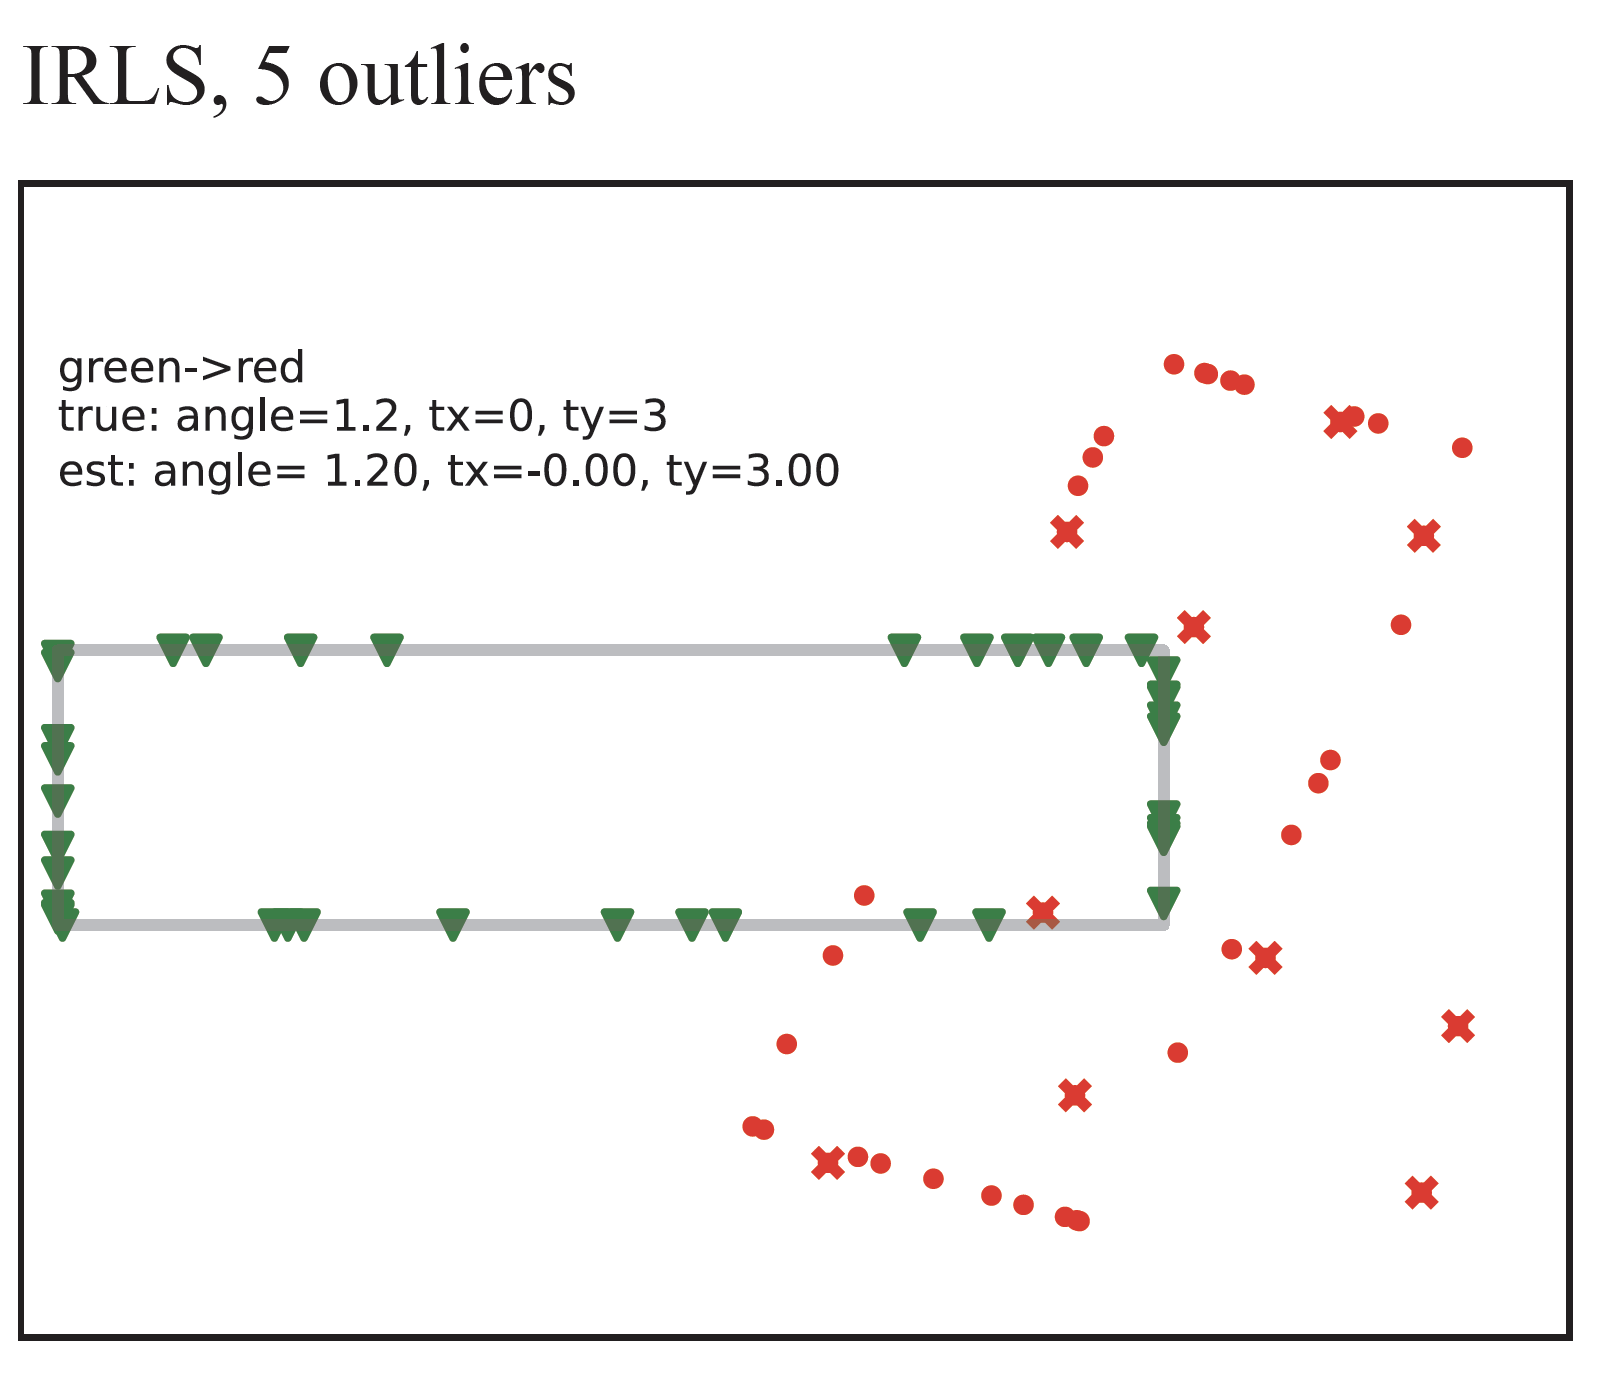 IRLS, 5 outliers
green->red
true: angle=1.2, tx=0, ty=3
est: angle= 1.20, tx=-0.00, ty=3.00